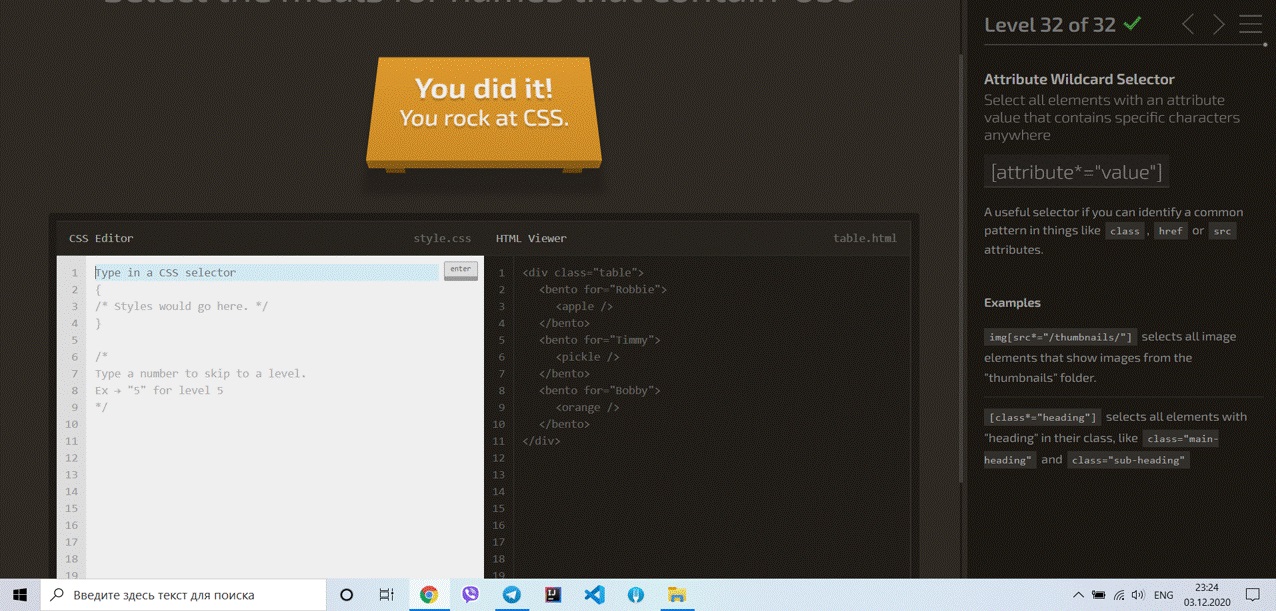 Select the meals for names that contain 'obb'
You did it!
You rock at CSS.
CSS Editor
style.css
HTML Viewer
table.html
1
Type in a CSS selector
enter
2
{
3
/* Styles would go here. */
4
}
5
6
/*
7
Type a number to skip to a level.
8
Ex → "5" for level 5
9
*/
10
11
12
13
14
15
16
17
18
19
1
<div class="table">
2
<bento for="Robbie">
3
<apple />
4
</bento>
5
<bento for="Timmy">
6
<pickle />
7
</bento>
8
<bento for="Bobby">
9
<orange />
10
</bento>
11
</div>
12
13
14
15
16
17
18
19
Level 32 of 32
Attribute Wildcard Selector
Select all elements with an attribute
value that contains specific characters
anywhere
[attribute*="value"]
A useful selector if you can identify a common
pattern in things like class , href or src
attributes.
Examples
img[src*="/thumbnails/"] selects all image
elements that show images from the
"thumbnails" folder.
[class*="heading"] selects all elements with
"heading" in their class, like class="main-
heading" and class="sub-heading"
Введите здесь текст для поиска
ENG
23:24
03.12.2020